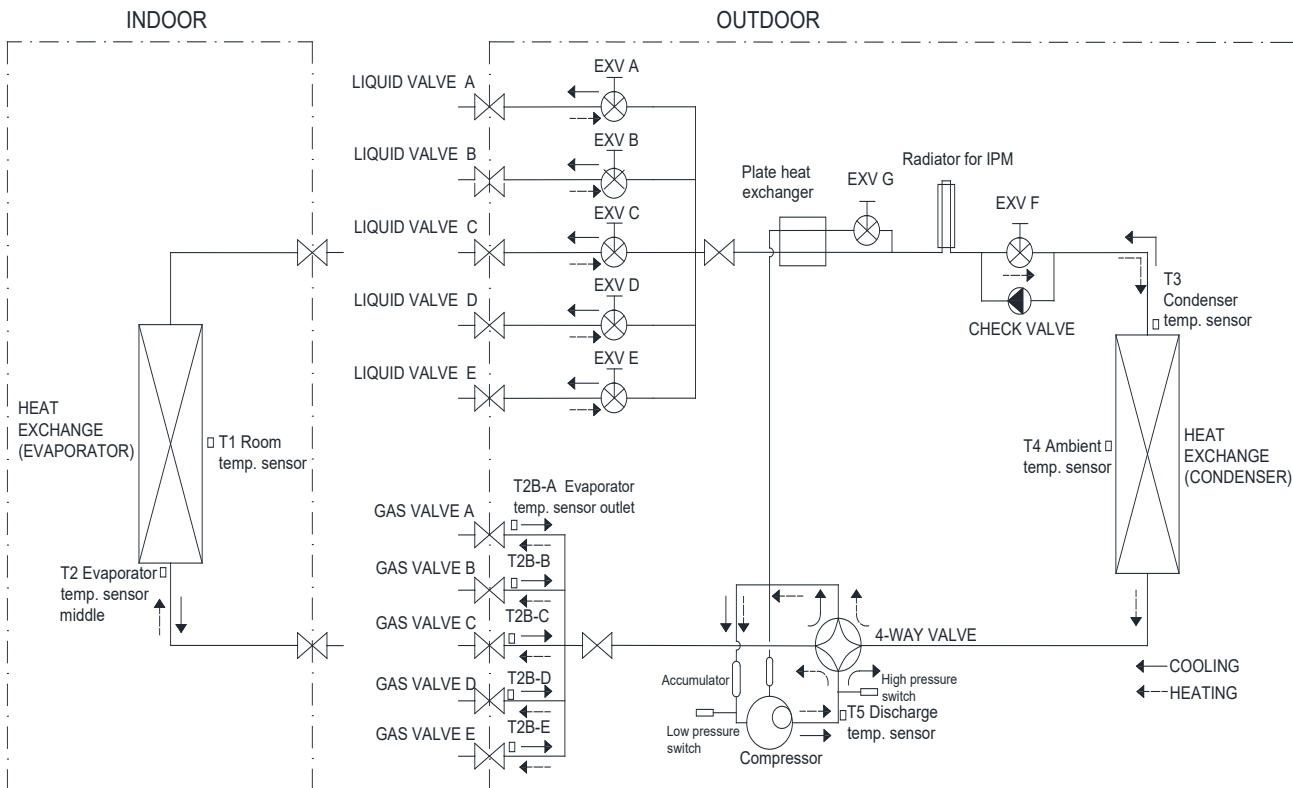 INDOOR
OUTDOOR
LIQUID VALVE A
EXV A
LIQUID VALVE B
EXV B
LIQUID VALVE C
EXV C
LIQUID VALVE D
EXV D
LIQUID VALVE E
EXV E
Plate heat
exchanger
EXV G
Radiator for IPM
EXV F
CHECK VALVE
T3
Condenser
temp. sensor
HEAT
EXCHANGE
(EVAPORATOR)
T1 Room
temp. sensor
T4 Ambient
temp. sensor
HEAT
EXCHANGE
(CONDENSER)
T2 Evaporator
temp. sensor
middle
GAS VALVE A
T2B-A Evaporator
temp. sensor outlet
GAS VALVE B
T2B-B
GAS VALVE C
T2B-C
GAS VALVE D
T2B-D
GAS VALVE E
T2B-E
4-WAY VALVE
Accumulator
High pressure
switch
Low pressure
switch
T5 Discharge
temp. sensor
Compressor
COOLING
HEATING